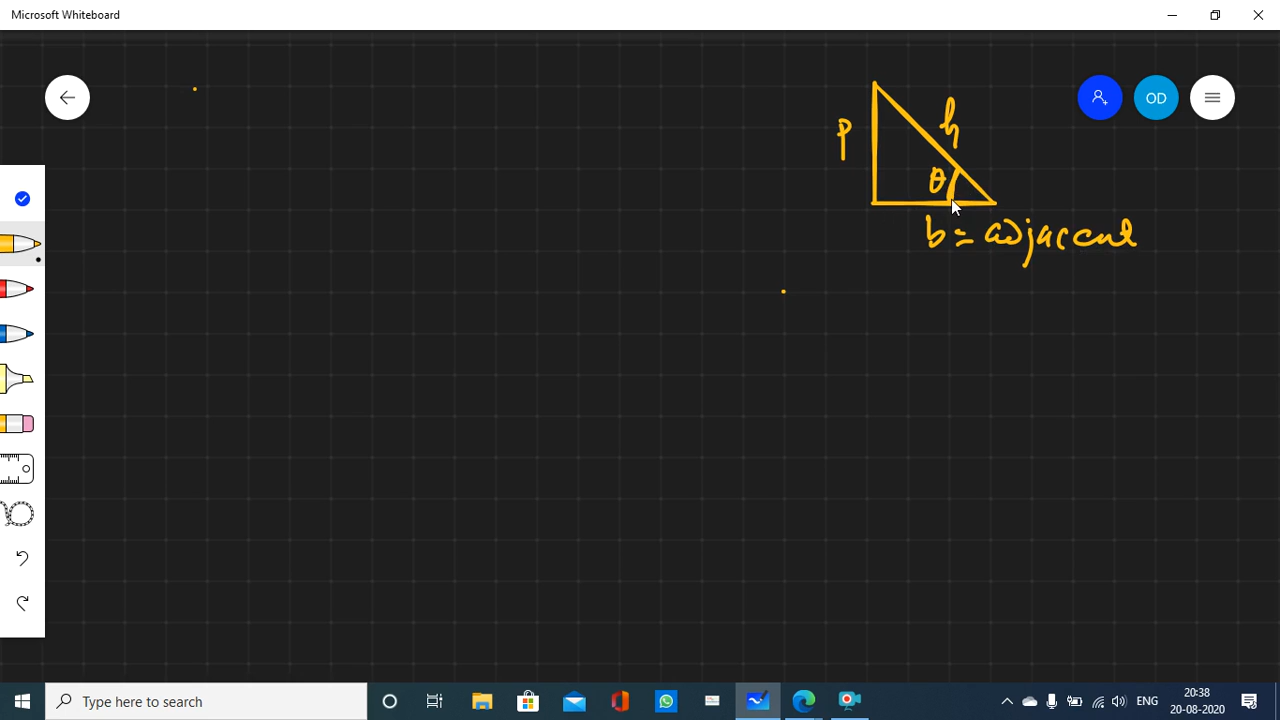 Microsoft Whiteboard
OD
p
h
θ
b = adjacent
Type here to search
ENG
20:38
20-08-2020